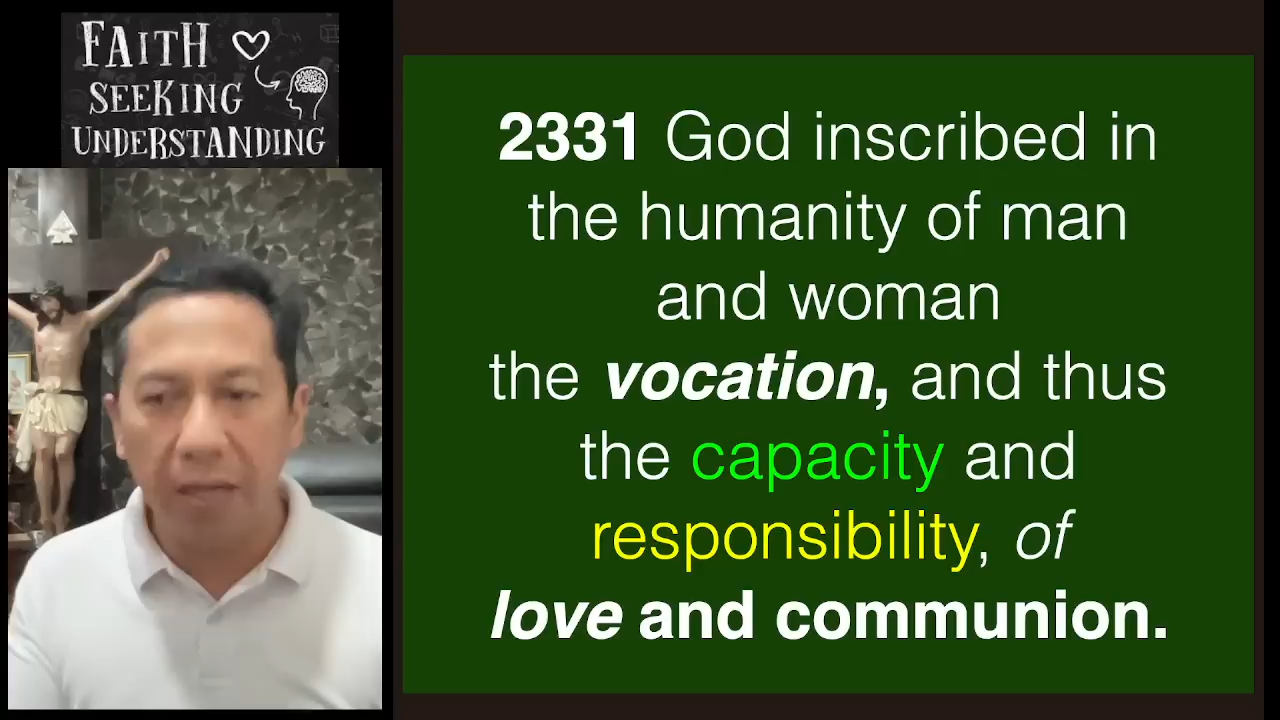 FAITH
SEEKING
UNDERSTANDING
2331 God inscribed in
the humanity of man
and woman
the vocation, and thus
the capacity and
responsibility, of
love and communion.